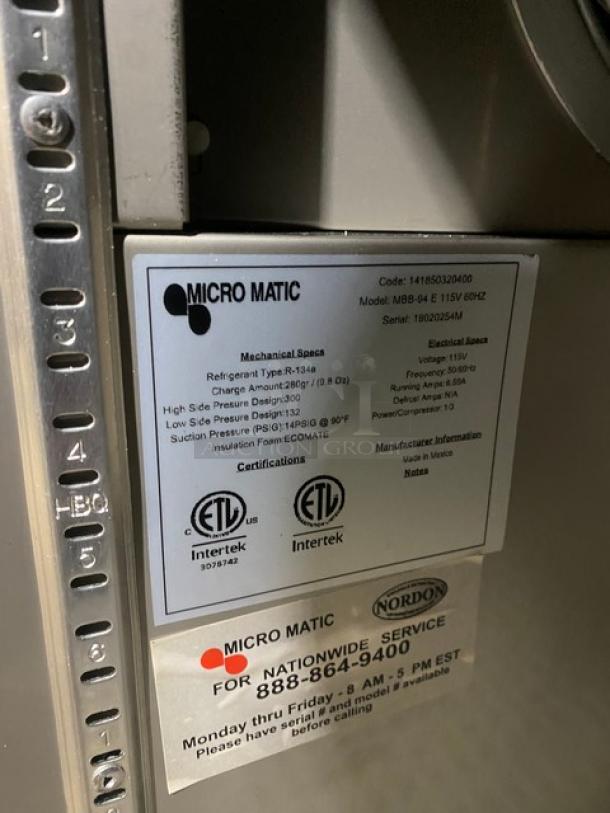 1
2
3
4
HBQ
5
6
1
MICRO MATIC
Code: 141850320400
Model: MBB-94 E 115V 60HZ
Serial: 18020254M
Mechanical Specs
Refrigerant Type:R-134a
Charge Amount:280gr / (9.8 Oz)
High Side Presure Design:300
Low Side Presure Design:132
Suction Pressure (PSIG):14PSIG @ 90°F
Insulation Foam:ECOMATE
Electrical Specs
Voltage: 115V
Frequency: 50/60Hz
Running Amps: 6.55A
Defrost Amps: N/A
Power/Compressor: 1/3
Manufacturer Information
Made in Mexico
Notes
Certifications
C ETL US
Intertek
3078742
ETL
Intertek
AUCTION GROUP
NORDON
MICRO MATIC
FOR NATIONWIDE SERVICE
888-864-9400
Monday thru Friday - 8 AM - 5 PM EST
Please have serial # and model # available
before calling